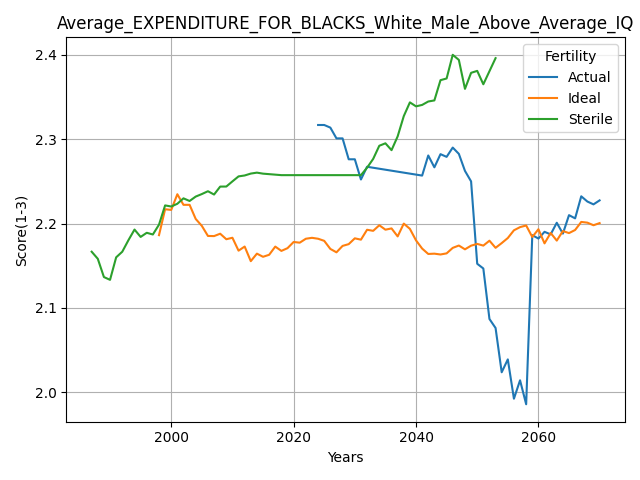 Average_EXPENDITURE_FOR_BLACKS_White_Male_Above_Average_IQ
Fertility
Actual
Ideal
Sterile
Score(1-3)
2.4
2.3
2.2
2.1
2.0
2000 2020 2040 2060
Years